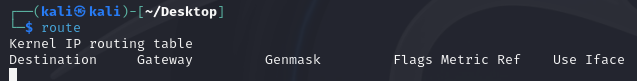 ┌──(kali㉿kali)-[~/Desktop]
└─$ route
Kernel IP routing table
Destination     Gateway         Genmask         Flags Metric Ref    Use Iface